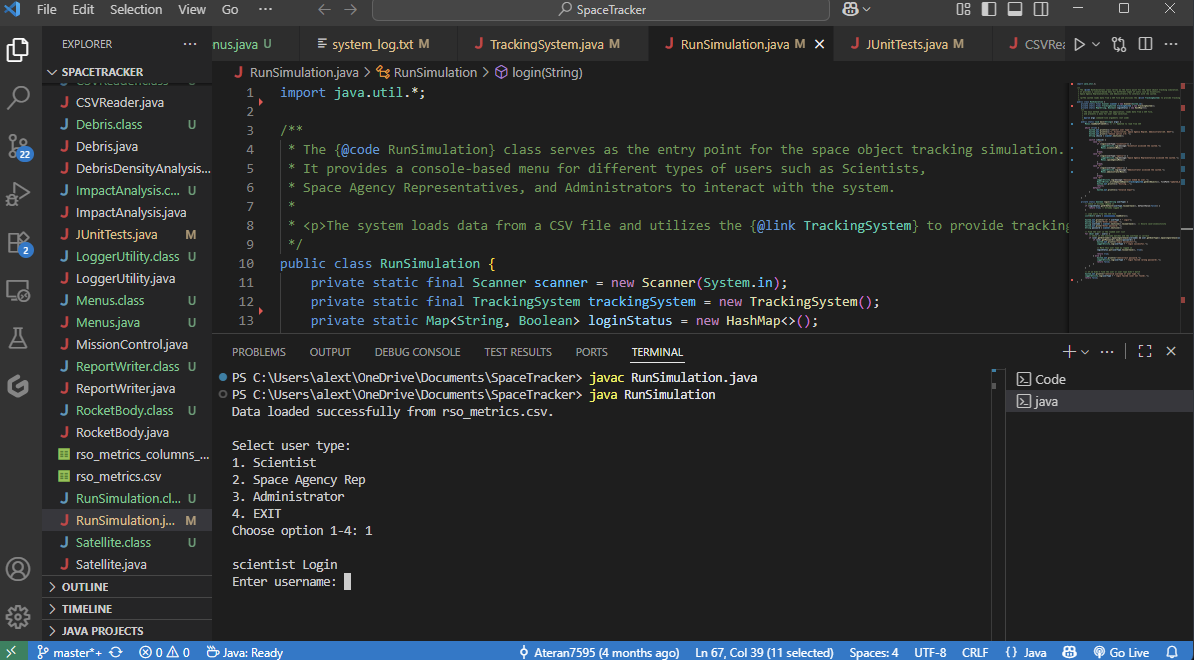 File Edit Selection View Go ··· SpaceTracker
EXPLORER ···
nus.java U system_log.txt M TrackingSystem.java M RunSimulation.java M JUnitTests.java M CSVRea
SPACETRACKER
RunSimulation.java > RunSimulation > login(String)
CSVReader.class U
CSVReader.java
Debris.class U
Debris.java
DebrisDensityAnalysis...
ImpactAnalysis.c... U
ImpactAnalysis.java
JUnitTests.java M
LoggerUtility.class U
LoggerUtility.java
Menus.class U
Menus.java U
MissionControl.java
ReportWriter.class U
ReportWriter.java
RocketBody.class U
RocketBody.java
rso_metrics_columns_...
rso_metrics.csv
RunSimulation.cl... U
RunSimulation.j... M
Satellite.class U
Satellite.java
OUTLINE
TIMELINE
JAVA PROJECTS
22
2
1 import java.util.*;
2
3 /**
4 * The {@code RunSimulation} class serves as the entry point for the space object tracking simulation.
5 * It provides a console-based menu for different types of users such as Scientists,
6 * Space Agency Representatives, and Administrators to interact with the system.
7 *
8 * <p>The system loads data from a CSV file and utilizes the {@link TrackingSystem} to provide tracking
9 */
10 public class RunSimulation {
11 private static final Scanner scanner = new Scanner(System.in);
12 private static final TrackingSystem trackingSystem = new TrackingSystem();
13 private static Map<String, Boolean> loginStatus = new HashMap<>();
PROBLEMS OUTPUT DEBUG CONSOLE TEST RESULTS PORTS TERMINAL
PS C:\Users\alext\OneDrive\Documents\SpaceTracker> javac RunSimulation.java
PS C:\Users\alext\OneDrive\Documents\SpaceTracker> java RunSimulation
Data loaded successfully from rso_metrics.csv.
Select user type:
1. Scientist
2. Space Agency Rep
3. Administrator
4. EXIT
Choose option 1-4: 1
scientist Login
Enter username:
Code
java
master*+ 0 0 Java: Ready Ateran7595 (4 months ago) Ln 67, Col 39 (11 selected) Spaces: 4 UTF-8 CRLF {} Java Go Live